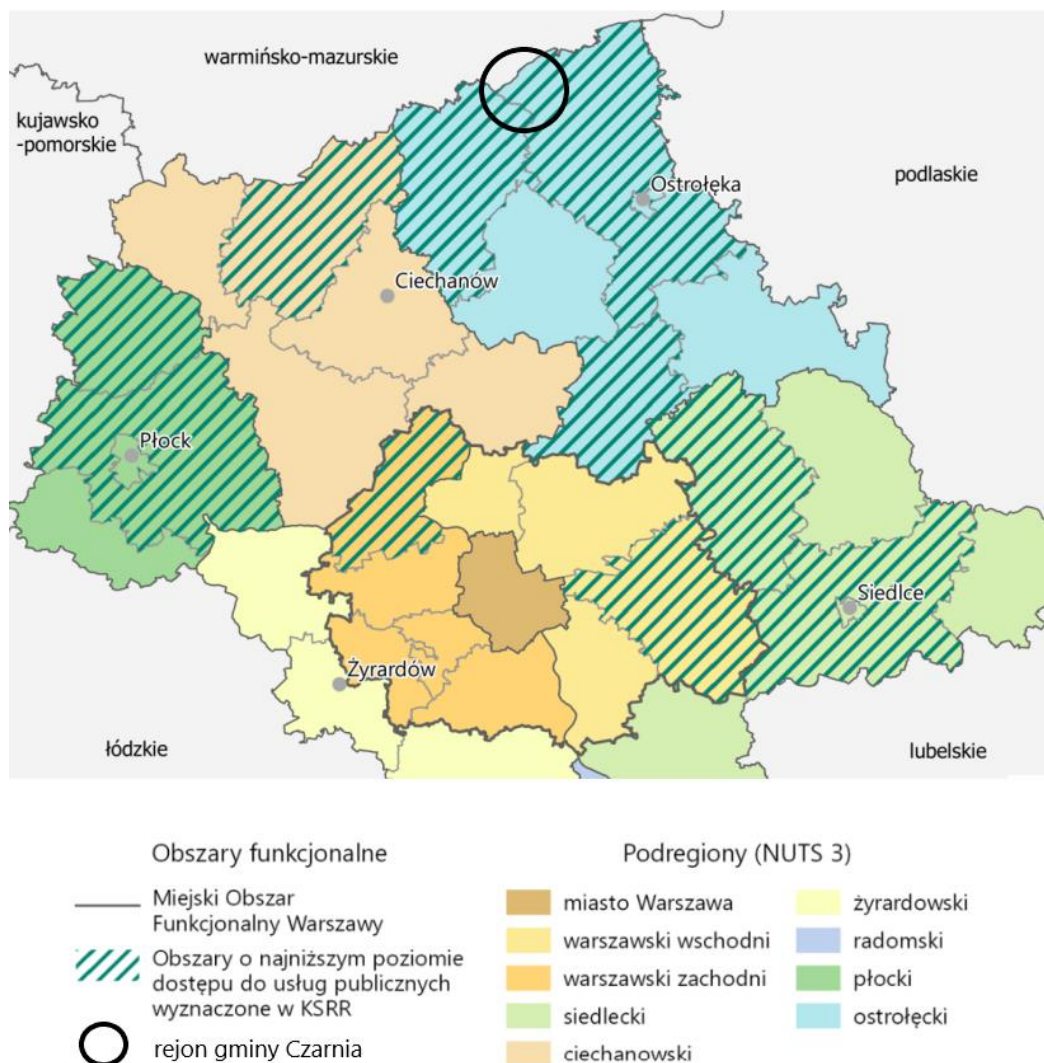 warmińsko-mazurskie
kujawsko
-pomorskie
podlaskie
Ostrołęka
Ciechanów
Płock
Siedlce
Żyrardów
łódzkie
lubelskie
Obszary funkcjonalne
Miejski Obszar
Funkcjonalny Warszawy
Obszary o najniższym poziomie
dostępu do usług publicznych
wyznaczone w KSRR
rejon gminy Czarnia
Podregiony (NUTS 3)
miasto Warszawa
warszawski wschodni
warszawski zachodni
siedlecki
ciechanowski
żyrardowski
radomski
płocki
ostrołęcki